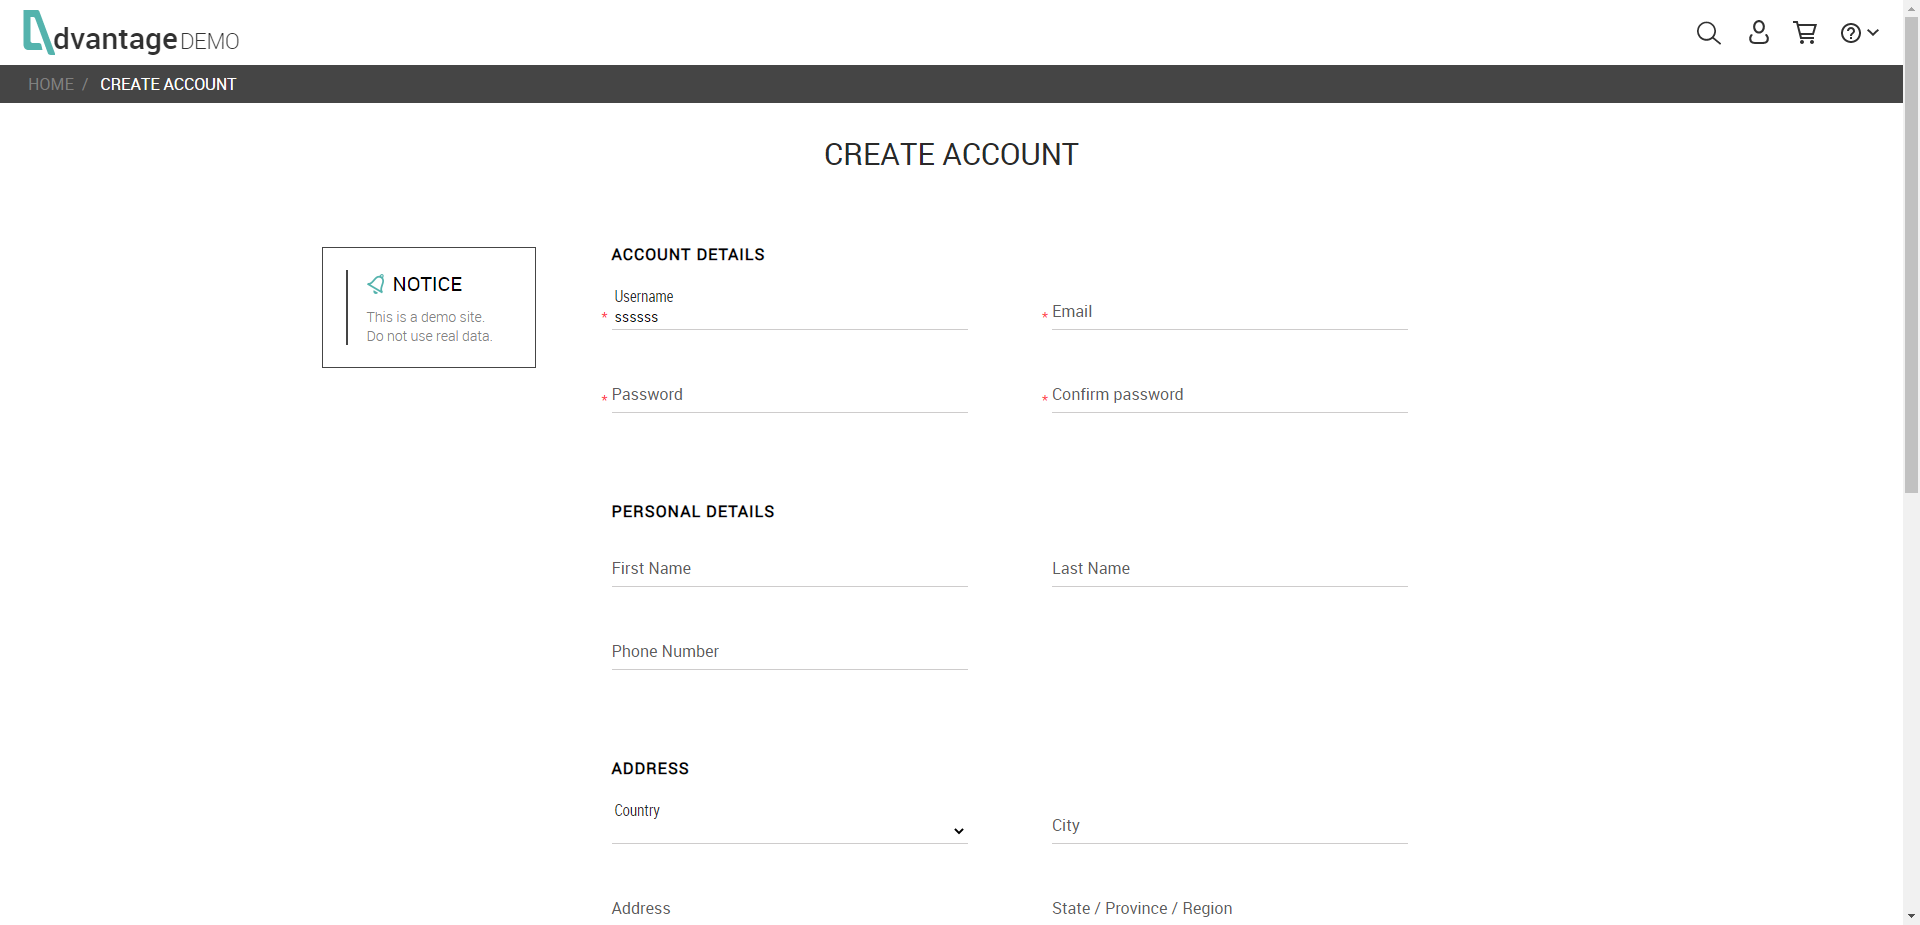 dvantage DEMO
HOME / CREATE ACCOUNT
CREATE ACCOUNT
NOTICE
This is a demo site.
Do not use real data.
ACCOUNT DETAILS
Username
* ssssss
* Email
* Password
* Confirm password
PERSONAL DETAILS
First Name
Last Name
Phone Number
ADDRESS
Country
City
Address
State / Province / Region